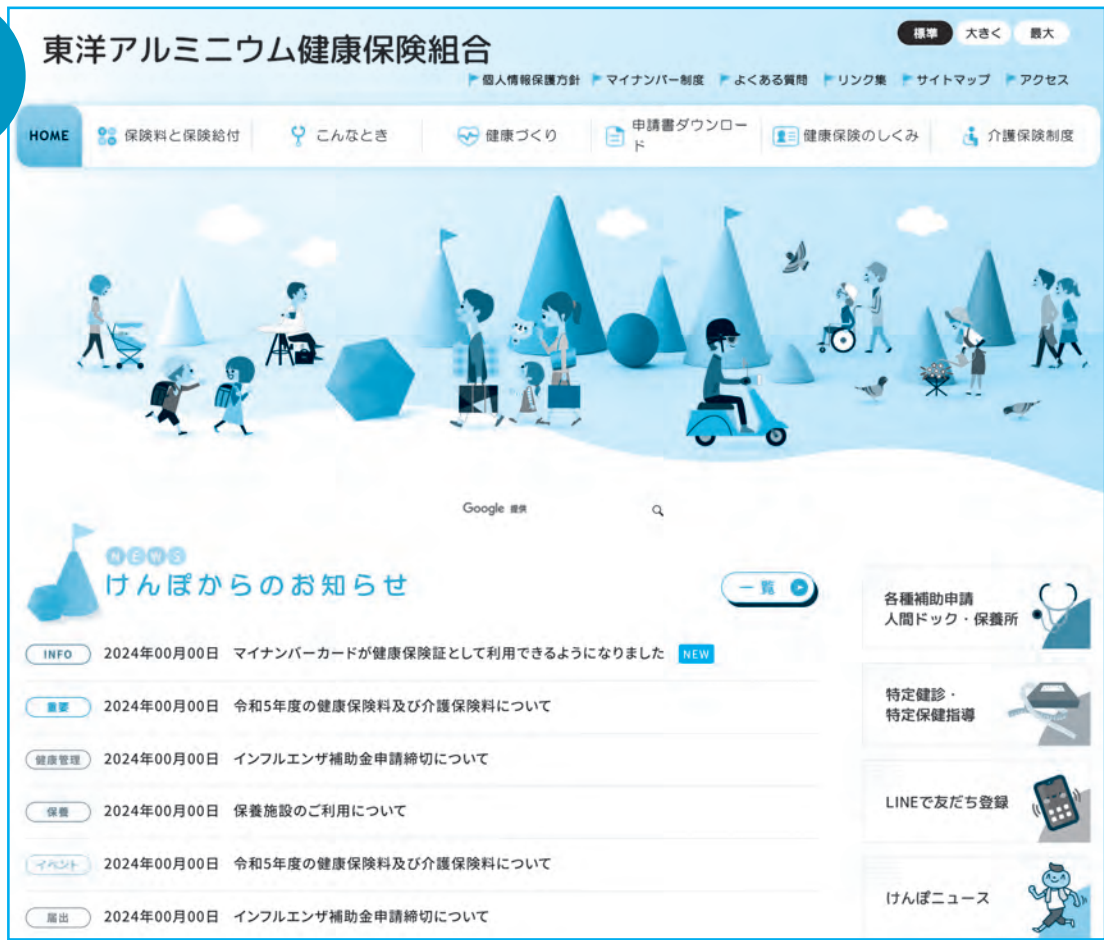 東洋アルミニウム健康保険組合
標準 大きく 最大
個人情報保護方針 マイナンバー制度 よくある質問 リンク集 サイトマップ アクセス
HOME 保険料と保険給付 こんなとき 健康づくり 申請書ダウンロー
ド 健康保険のしくみ 介護保険制度
Google 提供
NEWS
けんぽからのお知らせ
一覧
INFO 2024年00月00日 マイナンバーカードが健康保険証として利用できるようになりました NEW
重要 2024年00月00日 令和5年度の健康保険料及び介護保険料について
健康管理 2024年00月00日 インフルエンザ補助金申請締切について
保養 2024年00月00日 保養施設のご利用について
イベント 2024年00月00日 令和5年度の健康保険料及び介護保険料について
届出 2024年00月00日 インフルエンザ補助金申請締切について
各種補助申請
人間ドック・保養所
特定健診・
特定保健指導
LINEで友だち登録
けんぽニュース